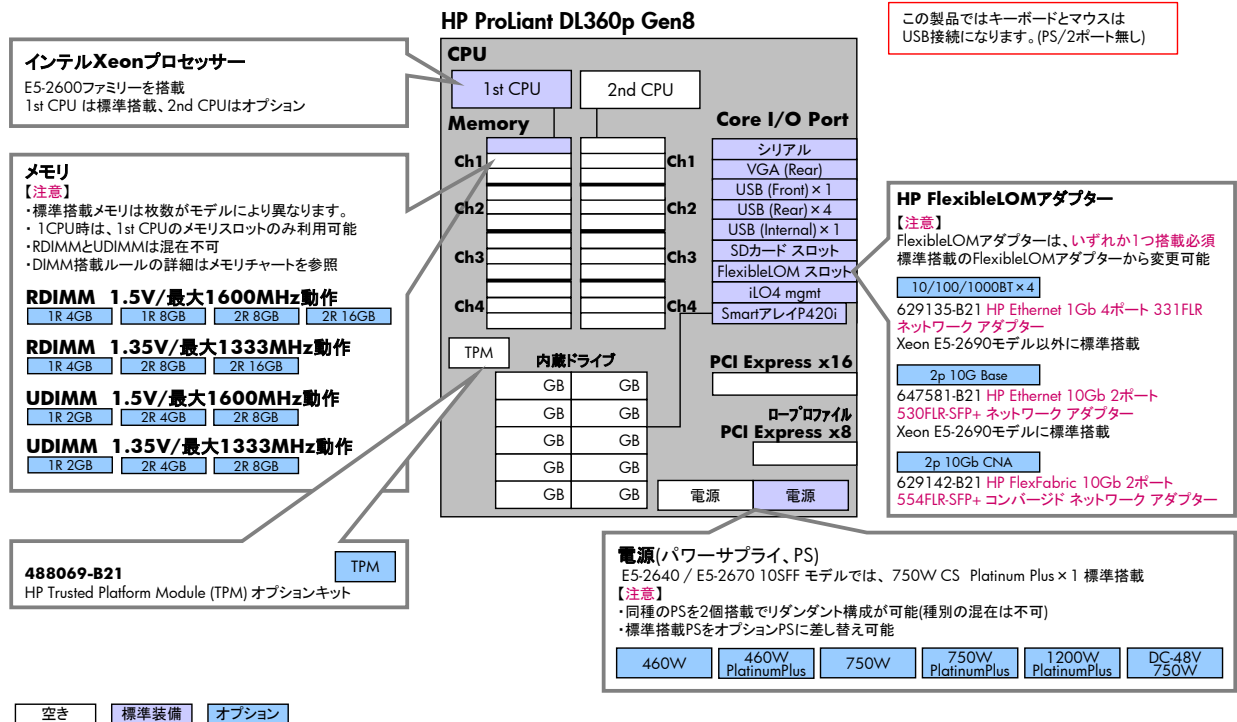 HP ProLiant DL360p Gen8
この製品ではキーボードとマウスは
USB接続になります。(PS/2ポート無し)
インテルXeonプロセッサー
E5-2600ファミリーを搭載
1st CPU は標準搭載、2nd CPUはオプション
CPU
1st CPU
2nd CPU
Memory
Ch1
Ch2
Ch3
Ch4
Ch1
Ch2
Ch3
Ch4
Core I/O Port
シリアル
VGA (Rear)
USB (Front)×1
USB (Rear)×4
USB (Internal)×1
SDカード スロット
FlexibleLOM スロット
iLO4 mgmt
SmartアレイP420i
メモリ
【注意】
・標準搭載メモリは枚数がモデルにより異なります。
・ 1CPU時は、1st CPUのメモリスロットのみ利用可能
・RDIMMとUDIMMは混在不可
・DIMM搭載ルールの詳細はメモリチャートを参照
RDIMM 1.5V/最大1600MHz動作
1R 4GB 1R 8GB 2R 8GB 2R 16GB
RDIMM 1.35V/最大1333MHz動作
1R 4GB 2R 8GB 2R 16GB
UDIMM 1.5V/最大1600MHz動作
1R 2GB 2R 4GB 2R 8GB
UDIMM 1.35V/最大1333MHz動作
1R 2GB 2R 4GB 2R 8GB
TPM
内蔵ドライブ
GB GB
GB GB
GB GB
GB GB
GB GB
PCI Express x16
ロープロファイル
PCI Express x8
電源
電源
HP FlexibleLOMアダプター
【注意】
FlexibleLOMアダプターは、いずれか1つ搭載必須
標準搭載のFlexibleLOMアダプターから変更可能
10/100/1000BT×4
629135-B21 HP Ethernet 1Gb 4ポート 331FLR
ネットワーク アダプター
Xeon E5-2690モデル以外に標準搭載
2p 10G Base
647581-B21 HP Ethernet 10Gb 2ポート
530FLR-SFP+ ネットワーク アダプター
Xeon E5-2690モデルに標準搭載
2p 10Gb CNA
629142-B21 HP FlexFabric 10Gb 2ポート
554FLR-SFP+ コンバージド ネットワーク アダプター
TPM
488069-B21
HP Trusted Platform Module (TPM) オプションキット
電源(パワーサプライ、PS)
E5-2640 / E5-2670 10SFF モデルでは、 750W CS Platinum Plus×1 標準搭載
【注意】
・同種のPSを2個搭載でリダンダント構成が可能(種別の混在は不可)
・標準搭載PSをオプションPSに差し替え可能
460W
460W
PlatinumPlus
750W
750W
PlatinumPlus
1200W
PlatinumPlus
DC-48V
750W
空き 標準装備 オプション